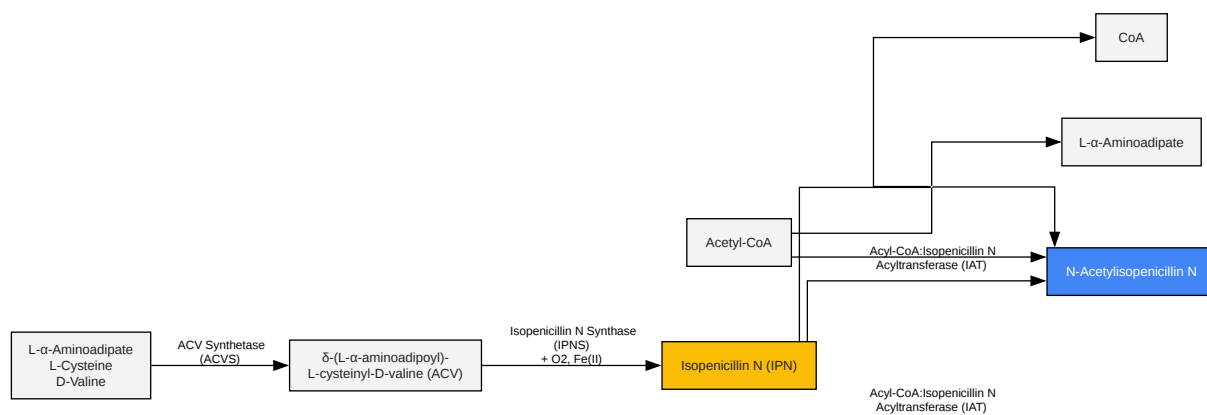 CoA
L-α-Aminoadipate
Acetyl-CoA
Acyl-CoA:Isopenicillin N
Acyltransferase (IAT)
N-Acetylisopenicillin N
L-α-Aminoadipate
L-Cysteine
D-Valine
ACV Synthetase
(ACVS)
δ-(L-α-aminoadipoyl)-
L-cysteinyl-D-valine (ACV)
Isopenicillin N Synthase
(IPNS)
+ O2, Fe(II)
Isopenicillin N (IPN)
Acyl-CoA:Isopenicillin N
Acyltransferase (IAT)